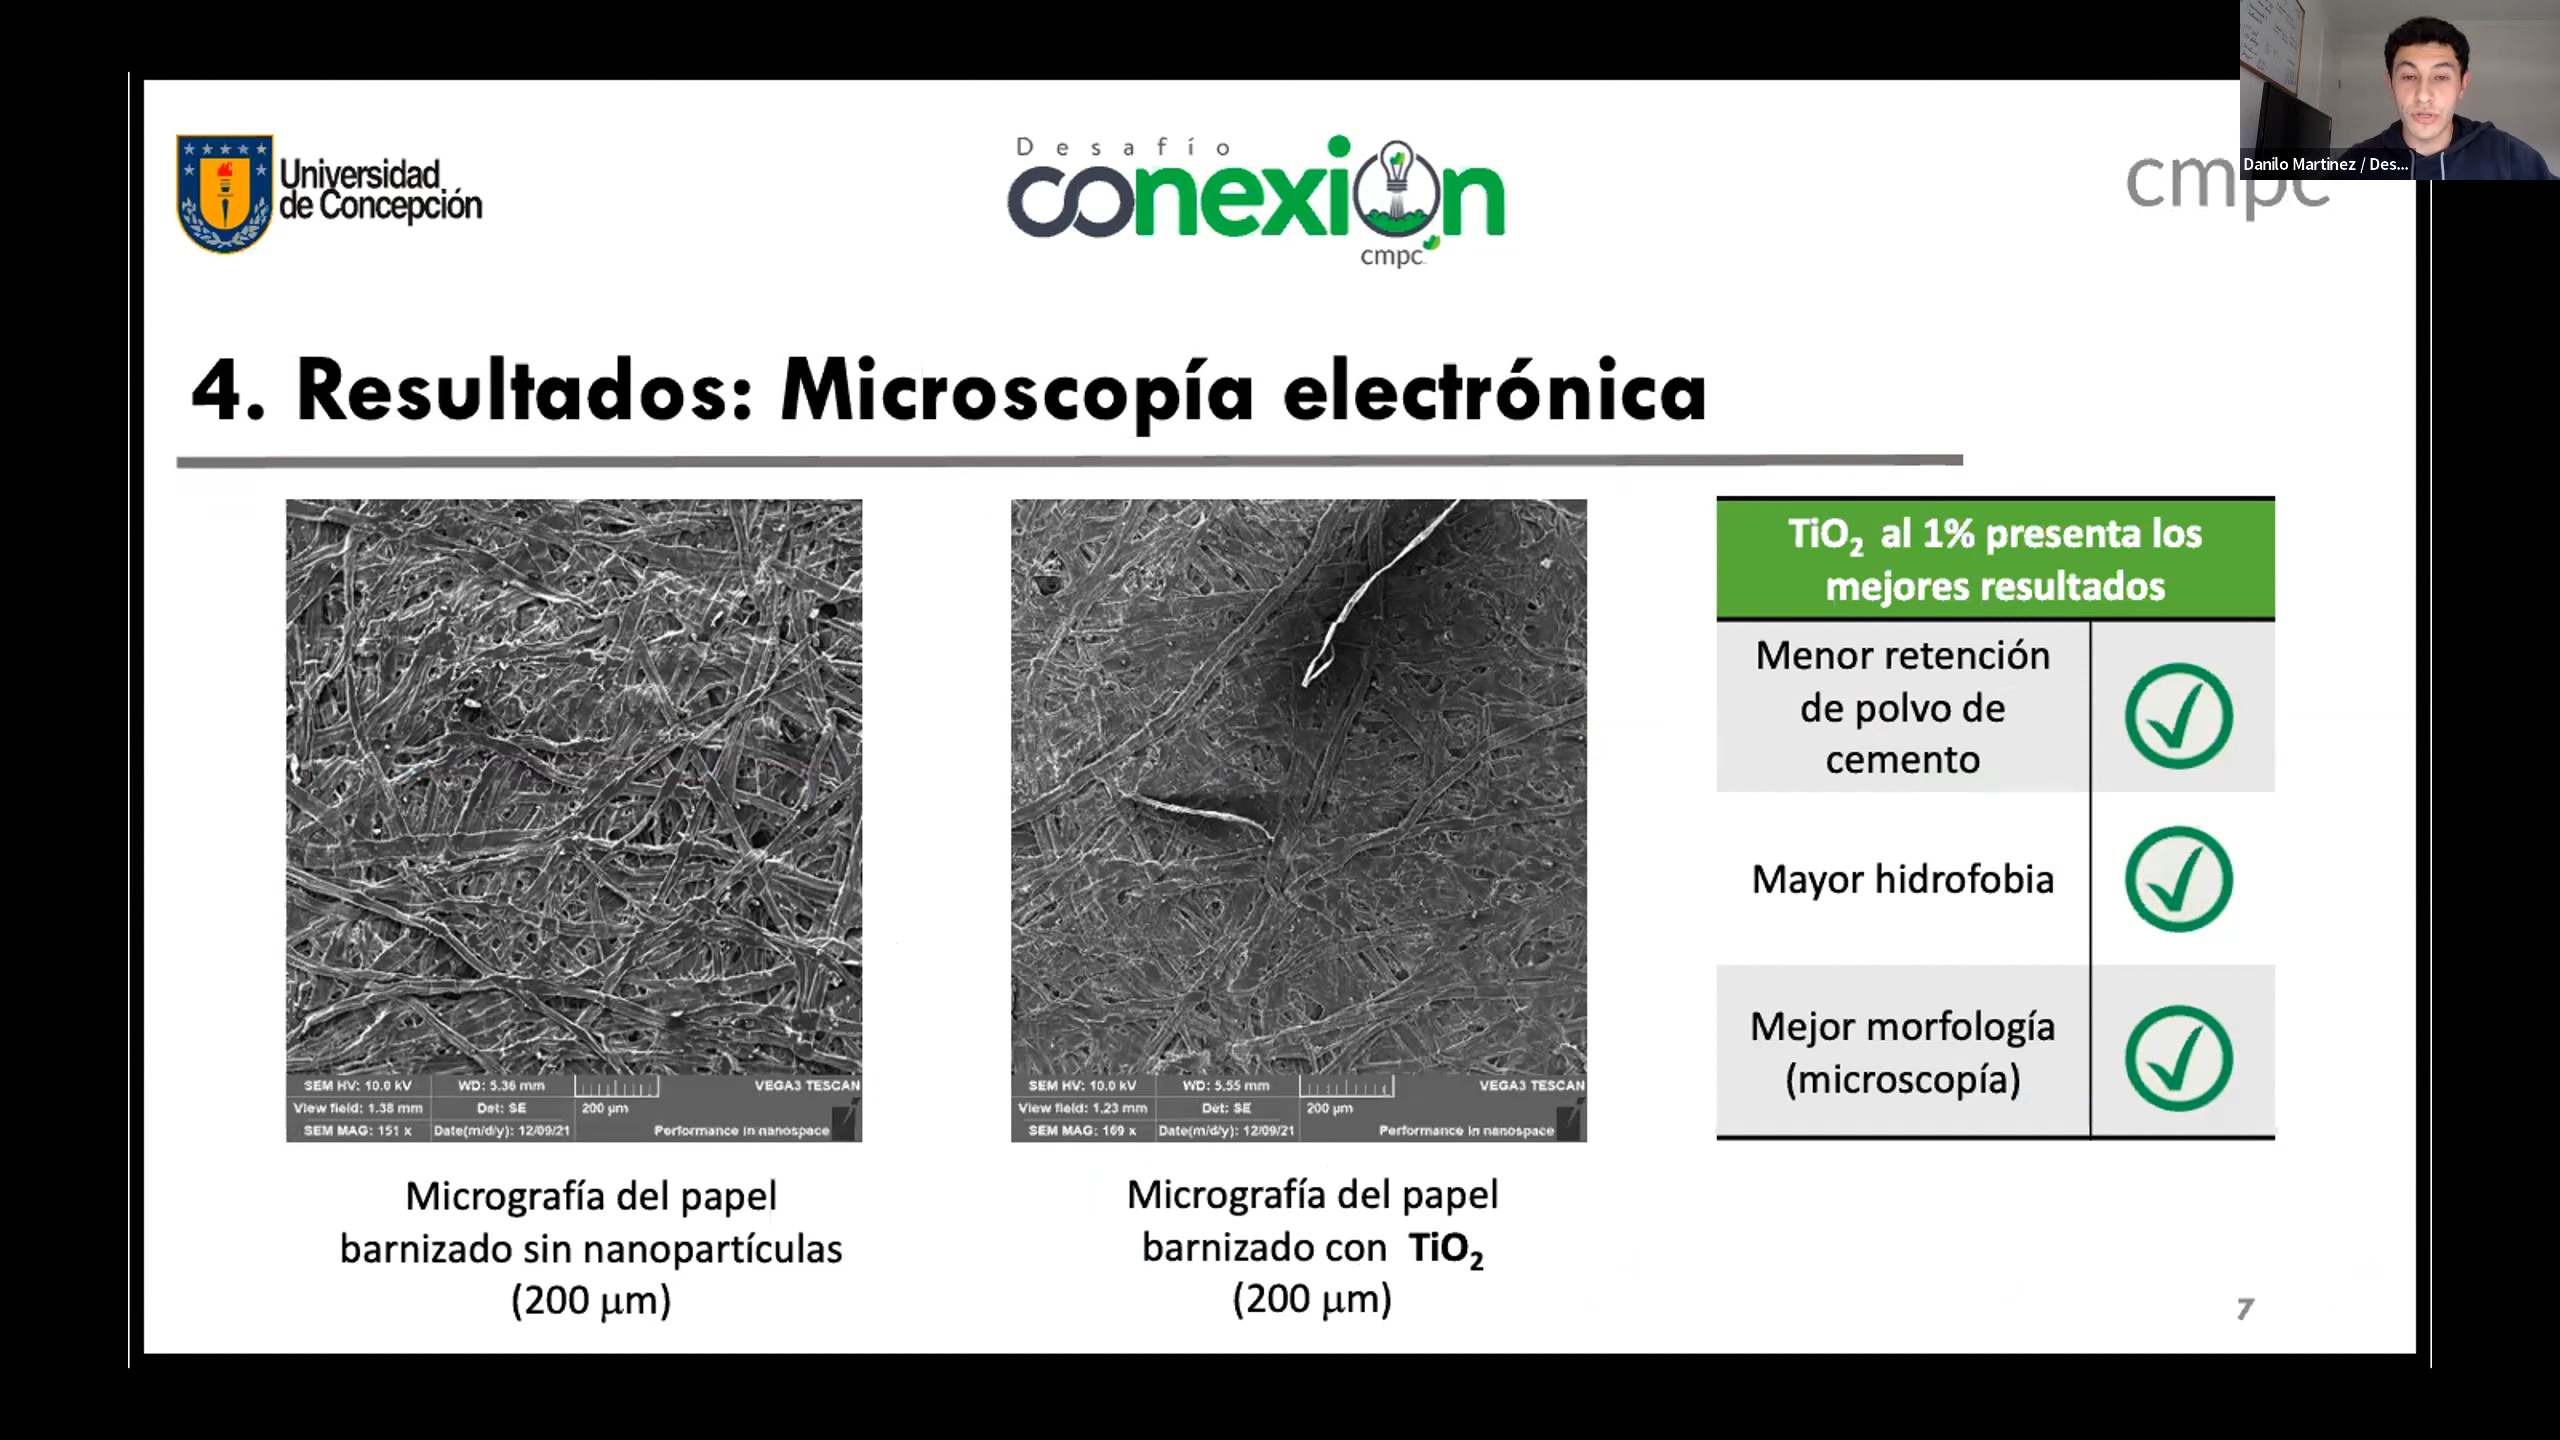 Danilo Martinez / Des...
Universidad
de Concepción
Desafío
conexión
cmpc
cmpc
4. Resultados: Microscopía electrónica
SEM HV: 10.0 kV WD: 5.36 mm VEGA3 TESCAN
View field: 1.38 mm Det: SE 200 µm
SEM MAG: 151 x Date(m/d/y): 12/09/21 Performance in nanospace
Micrografía del papel
barnizado sin nanopartículas
(200 µm)
SEM HV: 10.0 kV WD: 5.55 mm VEGA3 TESCAN
View field: 1.23 mm Det: SE 200 µm
SEM MAG: 169 x Date(m/d/y): 12/09/21 Performance in nanospace
Micrografía del papel
barnizado con TiO₂
(200 µm)
TiO₂ al 1% presenta los
mejores resultados
Menor retención
de polvo de
cemento
Mayor hidrofobia
Mejor morfología
(microscopía)
7